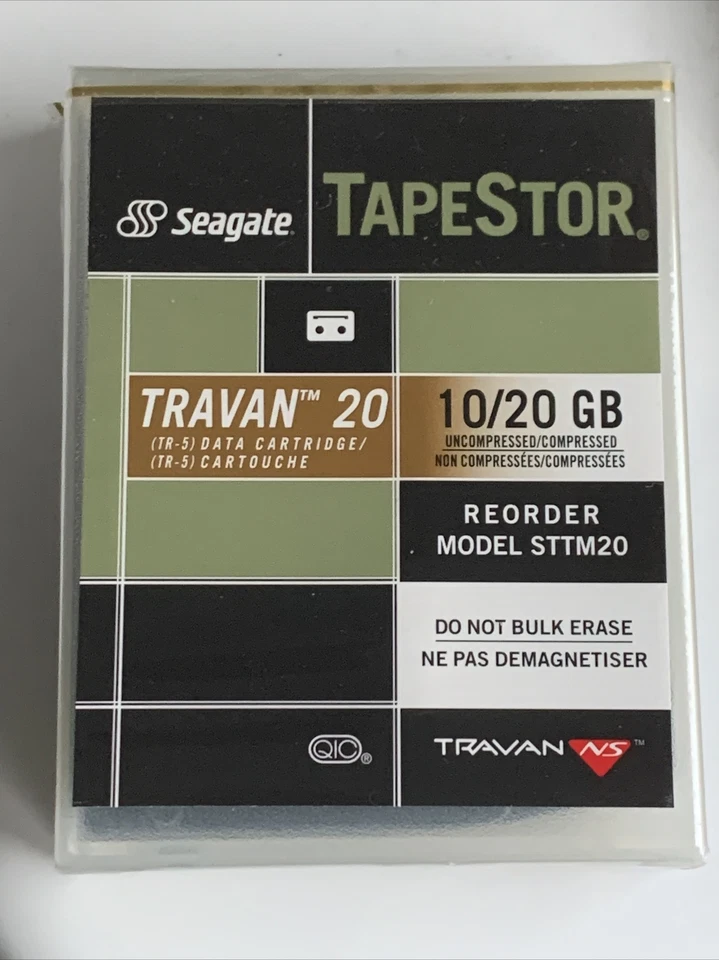 Seagate®
TAPESTOR®
TRAVAN™ 20
(TR-5) DATA CARTRIDGE/
(TR-5) CARTOUCHE
10/20 GB
UNCOMPRESSED/COMPRESSED
NON COMPRESSÉES/COMPRESSÉES
REORDER
MODEL STTM20
DO NOT BULK ERASE
NE PAS DEMAGNETISER
QIC®
TRAVAN NS™